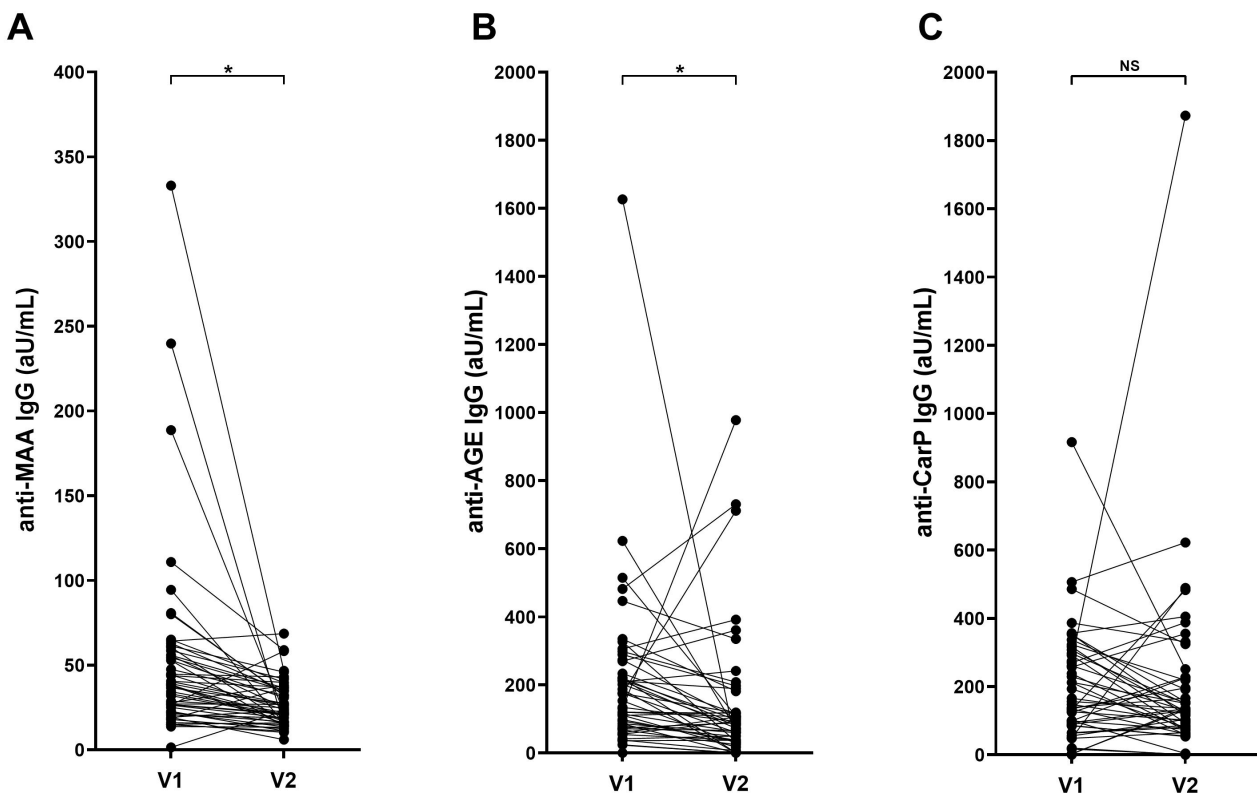 A
B
C
anti-MAA IgG (aU/mL)
400
350
300
250
200
150
100
50
0
*
V1
V2
anti-AGE IgG (aU/mL)
2000
1800
1600
1400
1200
1000
800
600
400
200
0
*
V1
V2
anti-CarP IgG (aU/mL)
2000
1800
1600
1400
1200
1000
800
600
400
200
0
NS
V1
V2